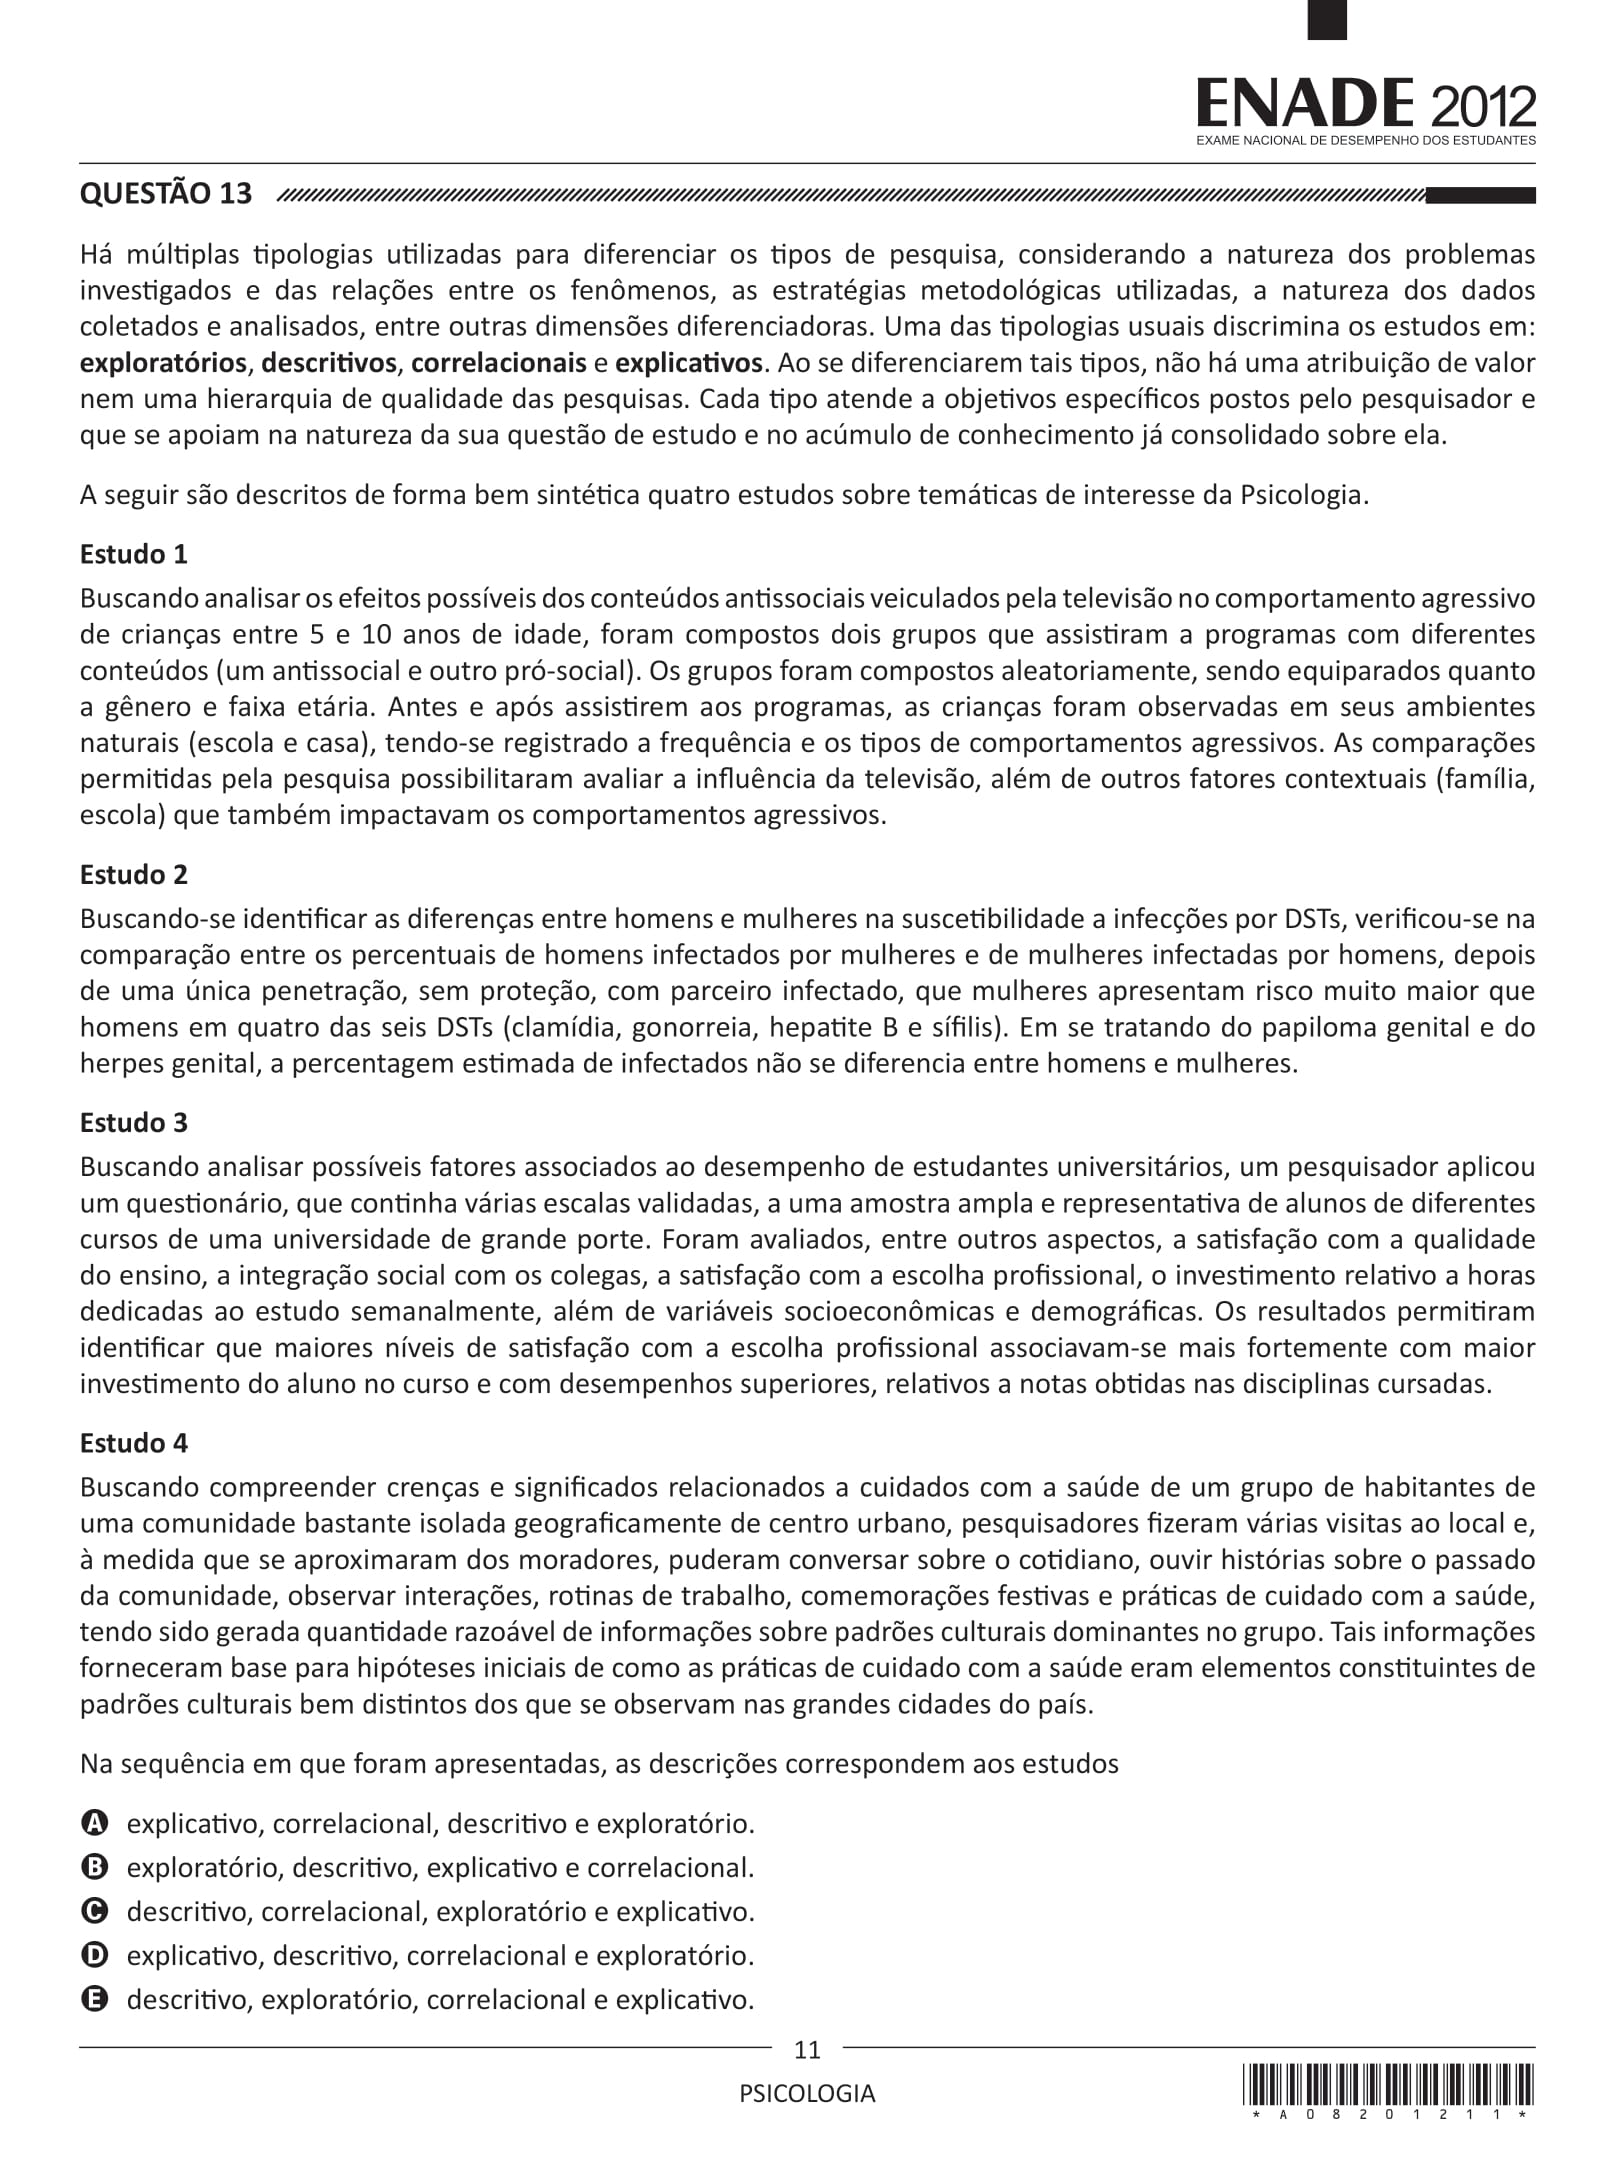 ENADE 2012
EXAME NACIONAL DE DESEMPENHO DOS ESTUDANTES
QUESTÃO 13
Há múltiplas tipologias utilizadas para diferenciar os tipos de pesquisa, considerando a natureza dos problemas
investigados e das relações entre os fenômenos, as estratégias metodológicas utilizadas, a natureza dos dados
coletados e analisados, entre outras dimensões diferenciadoras. Uma das tipologias usuais discrimina os estudos em:
exploratórios, descritivos, correlacionais e explicativos. Ao se diferenciarem tais tipos, não há uma atribuição de valor
nem uma hierarquia de qualidade das pesquisas. Cada tipo atende a objetivos específicos postos pelo pesquisador e
que se apoiam na natureza da sua questão de estudo e no acúmulo de conhecimento já consolidado sobre ela.
A seguir são descritos de forma bem sintética quatro estudos sobre temáticas de interesse da Psicologia.
Estudo 1
Buscando analisar os efeitos possíveis dos conteúdos antissociais veiculados pela televisão no comportamento agressivo
de crianças entre 5 e 10 anos de idade, foram compostos dois grupos que assistiram a programas com diferentes
conteúdos (um antissocial e outro pró-social). Os grupos foram compostos aleatoriamente, sendo equiparados quanto
a gênero e faixa etária. Antes e após assistirem aos programas, as crianças foram observadas em seus ambientes
naturais (escola e casa), tendo-se registrado a frequência e os tipos de comportamentos agressivos. As comparações
permitidas pela pesquisa possibilitaram avaliar a influência da televisão, além de outros fatores contextuais (família,
escola) que também impactavam os comportamentos agressivos.
Estudo 2
Buscando-se identificar as diferenças entre homens e mulheres na suscetibilidade a infecções por DSTs, verificou-se na
comparação entre os percentuais de homens infectados por mulheres e de mulheres infectadas por homens, depois
de uma única penetração, sem proteção, com parceiro infectado, que mulheres apresentam risco muito maior que
homens em quatro das seis DSTs (clamídia, gonorreia, hepatite B e sífilis). Em se tratando do papiloma genital e do
herpes genital, a percentagem estimada de infectados não se diferencia entre homens e mulheres.
Estudo 3
Buscando analisar possíveis fatores associados ao desempenho de estudantes universitários, um pesquisador aplicou
um questionário, que continha várias escalas validadas, a uma amostra ampla e representativa de alunos de diferentes
cursos de uma universidade de grande porte. Foram avaliados, entre outros aspectos, a satisfação com a qualidade
do ensino, a integração social com os colegas, a satisfação com a escolha profissional, o investimento relativo a horas
dedicadas ao estudo semanalmente, além de variáveis socioeconômicas e demográficas. Os resultados permitiram
identificar que maiores níveis de satisfação com a escolha profissional associavam-se mais fortemente com maior
investimento do aluno no curso e com desempenhos superiores, relativos a notas obtidas nas disciplinas cursadas.
Estudo 4
Buscando compreender crenças e significados relacionados a cuidados com a saúde de um grupo de habitantes de
uma comunidade bastante isolada geograficamente de centro urbano, pesquisadores fizeram várias visitas ao local e,
à medida que se aproximaram dos moradores, puderam conversar sobre o cotidiano, ouvir histórias sobre o passado
da comunidade, observar interações, rotinas de trabalho, comemorações festivas e práticas de cuidado com a saúde,
tendo sido gerada quantidade razoável de informações sobre padrões culturais dominantes no grupo. Tais informações
forneceram base para hipóteses iniciais de como as práticas de cuidado com a saúde eram elementos constituintes de
padrões culturais bem distintos dos que se observam nas grandes cidades do país.
Na sequência em que foram apresentadas, as descrições correspondem aos estudos
A explicativo, correlacional, descritivo e exploratório.
B exploratório, descritivo, explicativo e correlacional.
C descritivo, correlacional, exploratório e explicativo.
D explicativo, descritivo, correlacional e exploratório.
E descritivo, exploratório, correlacional e explicativo.
11
PSICOLOGIA
* A 0 8 2 0 1 2 1 1 *